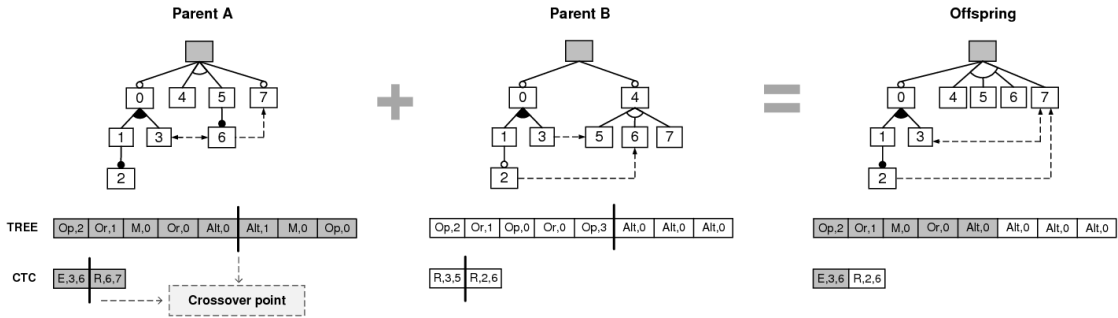 Parent A
Parent B
Offspring
0 4 5 7
1 3 6
2
+
0 4
1 3 5 6 7
2
=
0 4 5 6 7
1 3
2
TREE Op,2 Or,1 M,0 Or,0 Alt,0 Alt,1 M,0 Op,0
Op,2 Or,1 Op,0 Or,0 Op,3 Alt,0 Alt,0 Alt,0
Op,2 Or,1 M,0 Or,0 Alt,0 Alt,0 Alt,0 Alt,0
CTC E,3,6 R,6,7
R,3,5 R,2,6
E,3,6 R,2,6
Crossover point